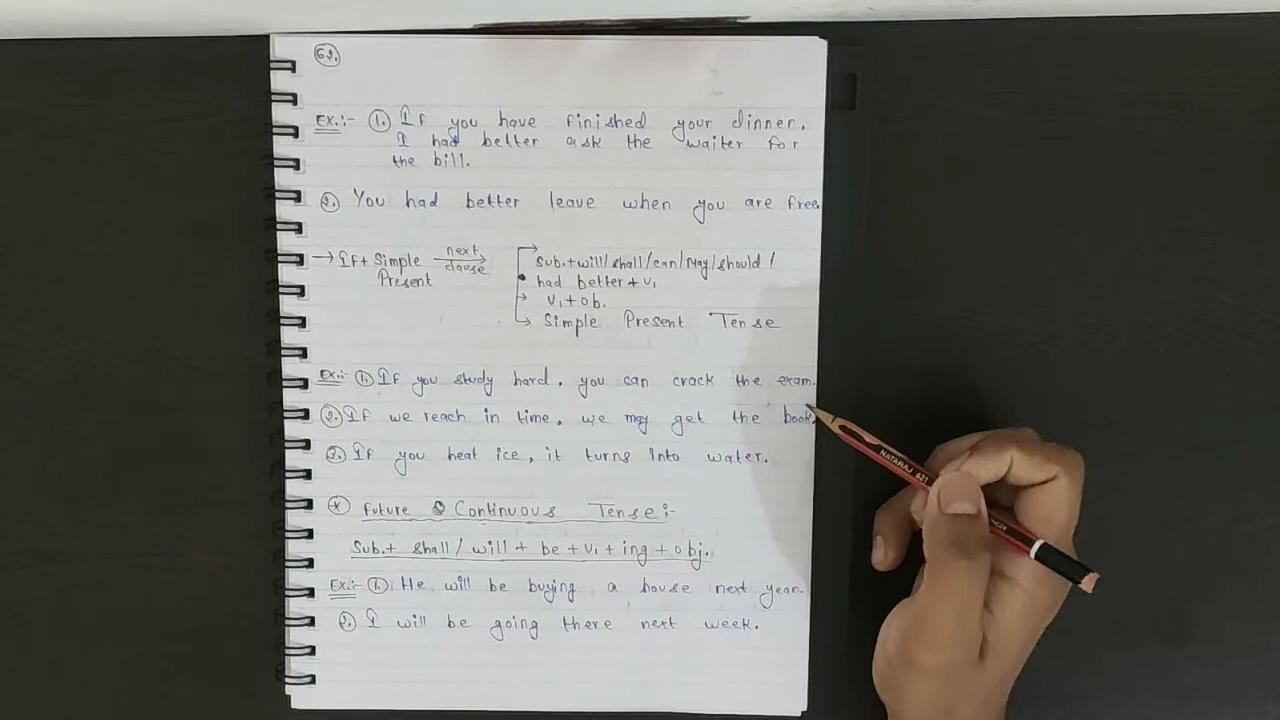 62.
Ex.:- 1. If you have finished your dinner,
I had better ask the waiter for
the bill.
2. You had better leave when you are free.
→ If + Simple Present next clause → Sub.+will/shall/can/may/should/
had better + V1
→ V1 + ob.
→ Simple Present Tense
Ex:- 1. If you study hard, you can crack the exam.
2. If we reach in time, we may get the book.
3. If you heat ice, it turns into water.
* Future Continuous Tense:-
Sub.+ shall/ will + be + V1 + ing + obj.
Ex:- 1. He will be buying a house next year.
2. I will be going there next week.
NATARAJ 621